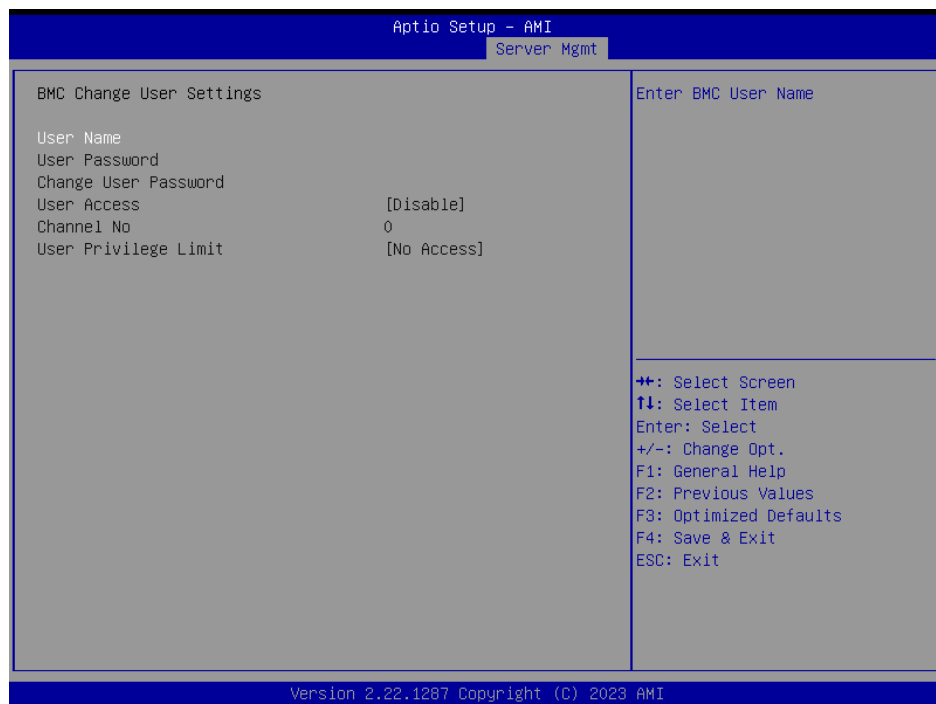 Aptio Setup - AMI
Server Mgmt
BMC Change User Settings
User Name
User Password
Change User Password
User Access [Disable]
Channel No 0
User Privilege Limit [No Access]
Enter BMC User Name
→←: Select Screen
↑↓: Select Item
Enter: Select
+/-: Change Opt.
F1: General Help
F2: Previous Values
F3: Optimized Defaults
F4: Save & Exit
ESC: Exit
Version 2.22.1287 Copyright (C) 2023 AMI